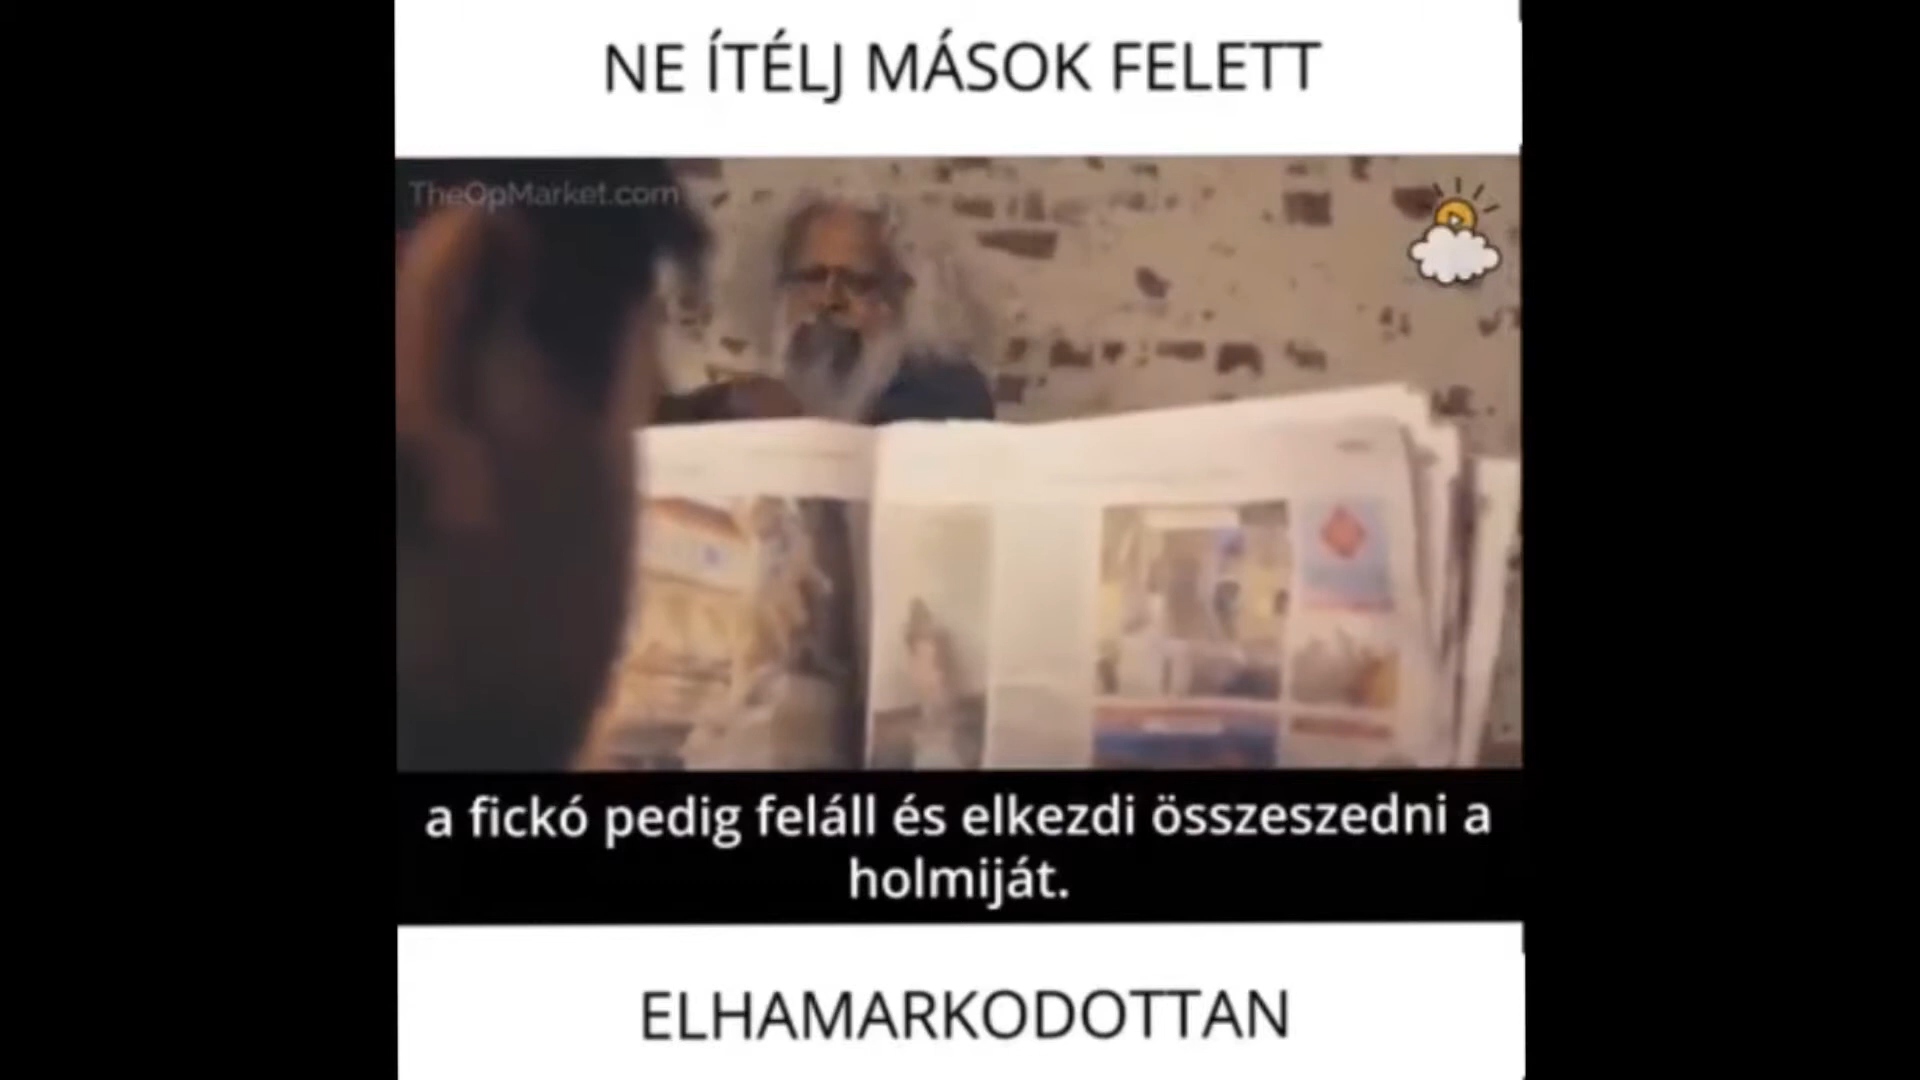 NE ÍTÉLJ MÁSOK FELETT
TheOpMarket.com
a fickó pedig feláll és elkezdi összeszedni a
holmiját.
ELHAMARKODOTTAN